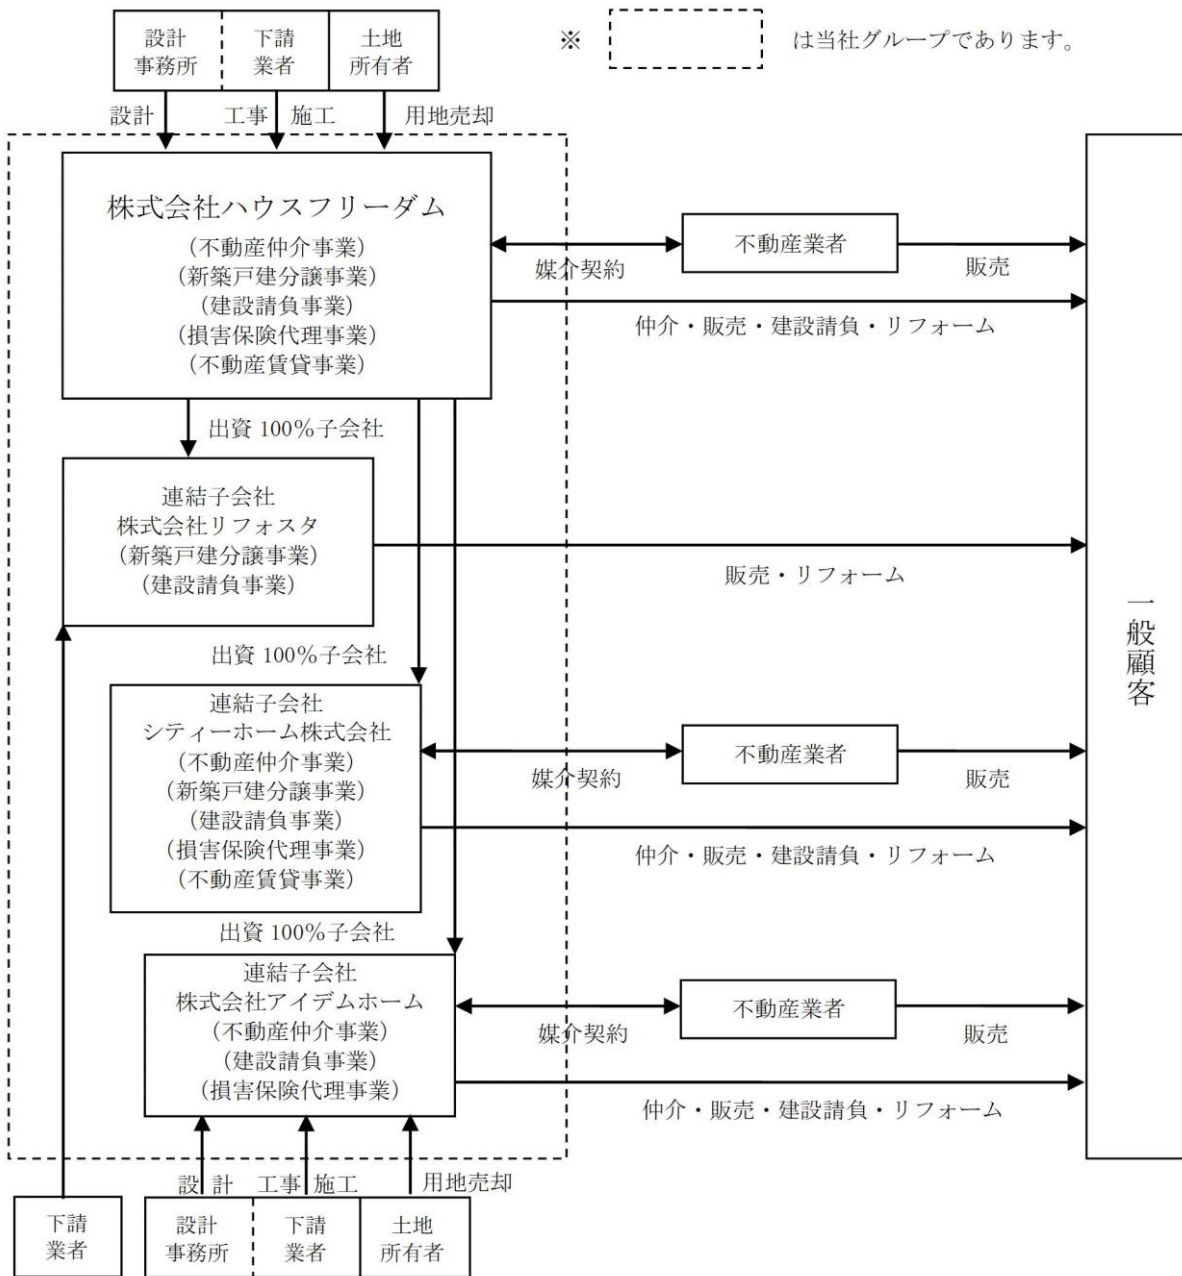 設計
事務所
下請
業者
土地
所有者
※
は当社グループであります。
設計
工事 施工
用地売却
株式会社ハウスフリーダム
(不動産仲介事業)
(新築戸建分譲事業)
(建設請負事業)
(損害保険代理事業)
(不動産賃貸事業)
不動産業者
媒介契約
販売
仲介・販売・建設請負・リフォーム
出資 100%子会社
連結子会社
株式会社リフォスタ
(新築戸建分譲事業)
(建設請負事業)
販売・リフォーム
一般顧客
出資 100%子会社
連結子会社
シティーホーム株式会社
(不動産仲介事業)
(新築戸建分譲事業)
(建設請負事業)
(損害保険代理事業)
(不動産賃貸事業)
不動産業者
媒介契約
販売
仲介・販売・建設請負・リフォーム
出資 100%子会社
連結子会社
株式会社アイデムホーム
(不動産仲介事業)
(建設請負事業)
(損害保険代理事業)
不動産業者
媒介契約
販売
仲介・販売・建設請負・リフォーム
設 計
工事 施工
用地売却
下請
業者
設計
事務所
下請
業者
土地
所有者